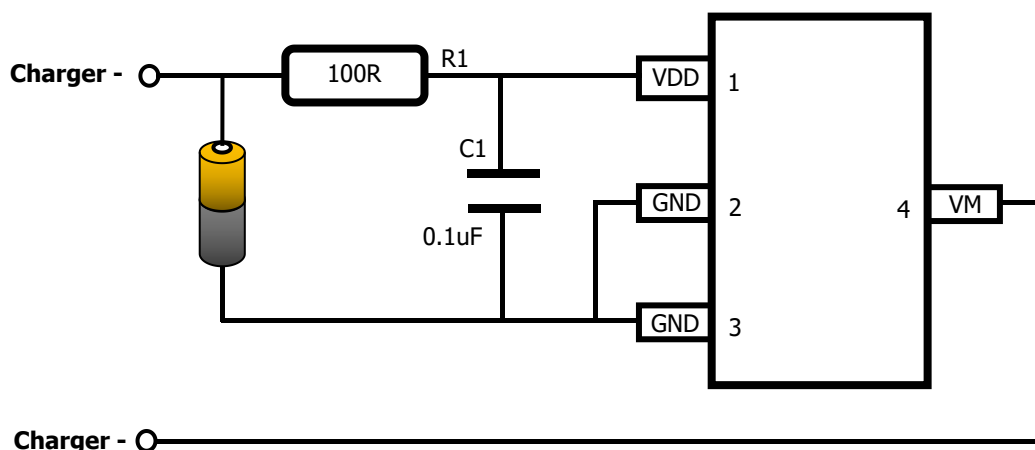 Charger -
100R
R1
VDD
1
C1
0.1uF
GND
2
4
VM
GND
3
Charger -